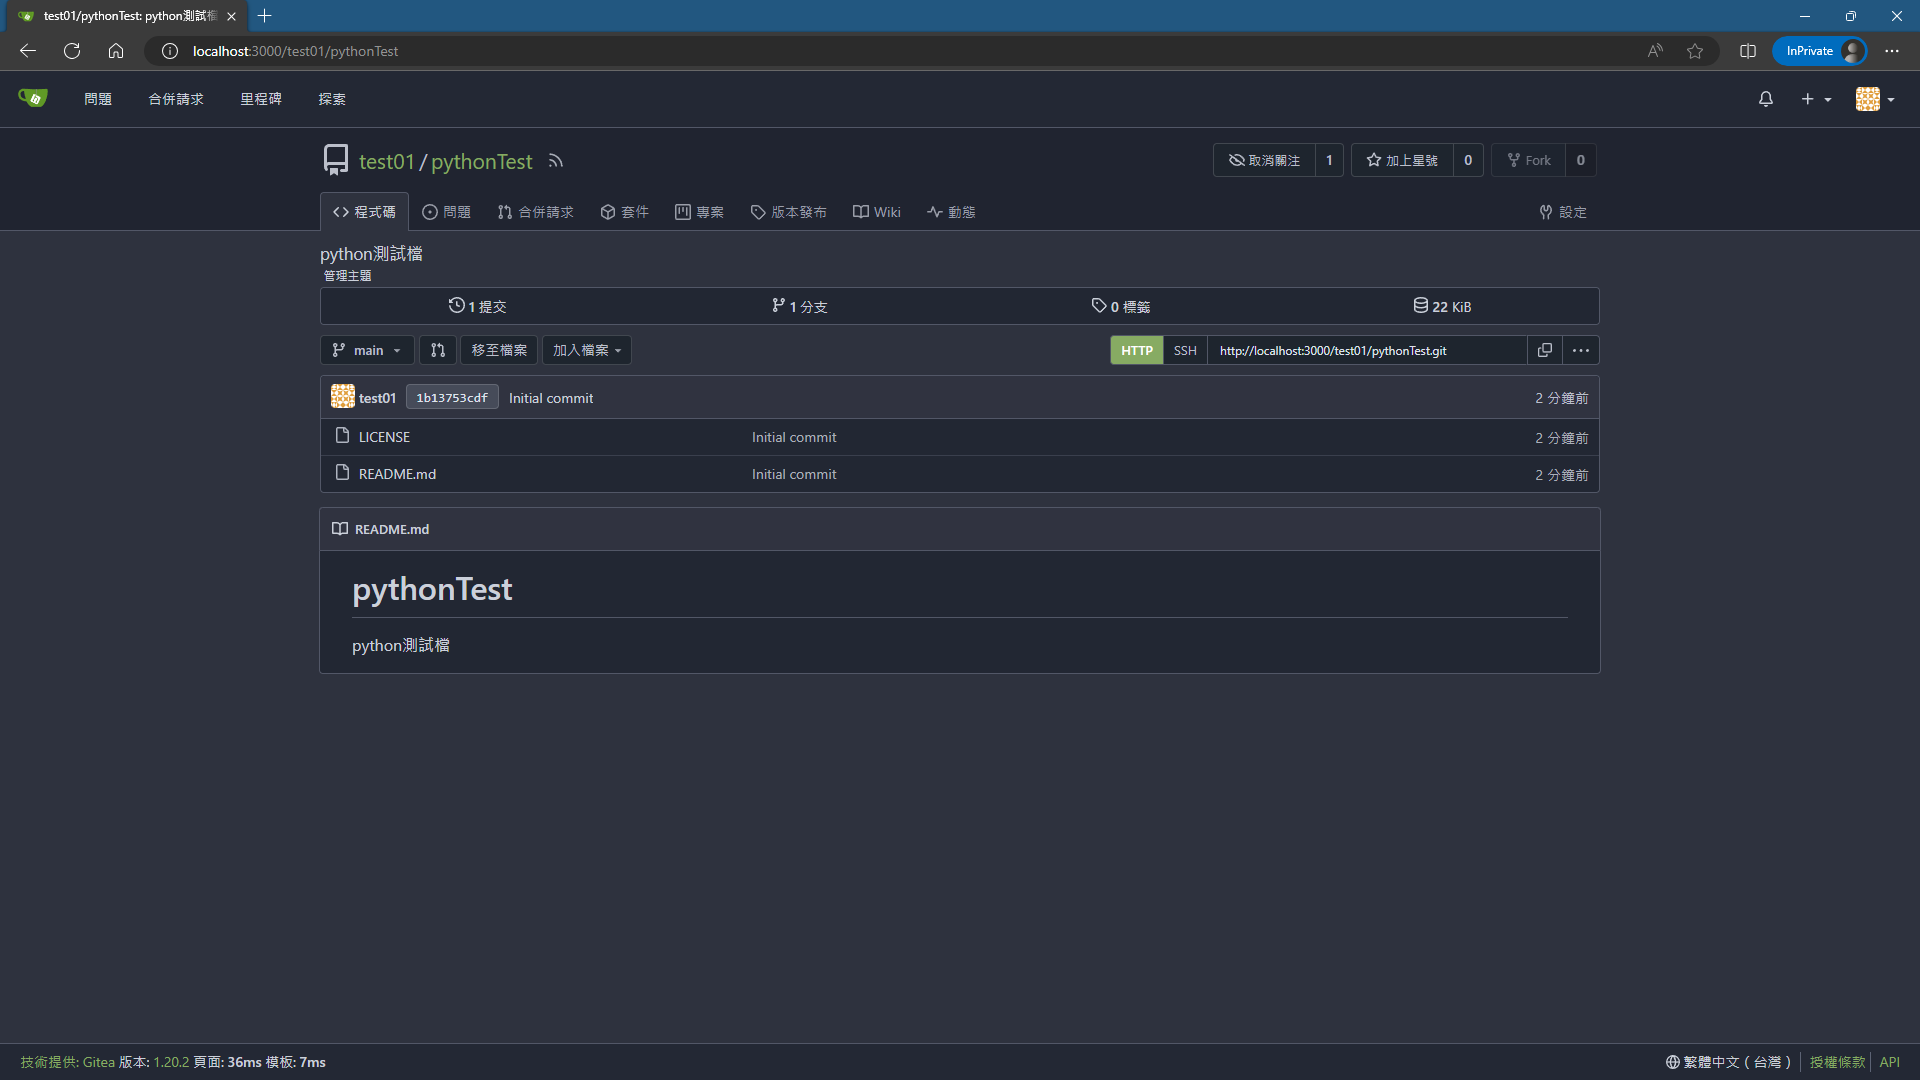 test01/pythonTest: python測試檔
localhost:3000/test01/pythonTest
InPrivate
問題 合併請求 里程碑 探索
test01/pythonTest
取消關注 1 加上星號 0 Fork 0
程式碼 問題 合併請求 套件 專案 版本發布 Wiki 動態 設定
python測試檔
管理主題
1 提交 1 分支 0 標籤 22 KiB
main 移至檔案 加入檔案 HTTP SSH http://localhost:3000/test01/pythonTest.git
test01 1b13753cdf Initial commit 2 分鐘前
LICENSE Initial commit 2 分鐘前
README.md Initial commit 2 分鐘前
README.md
pythonTest
python測試檔
技術提供: Gitea 版本: 1.20.2 頁面: 36ms 模板: 7ms 繁體中文（台灣） 授權條款 API